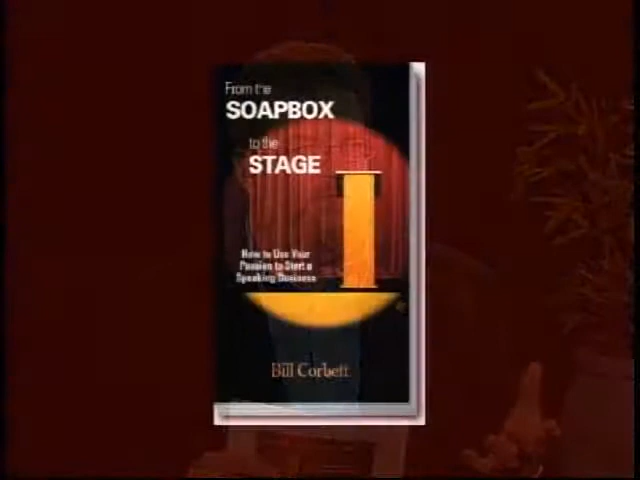 From the
SOAPBOX
to the
STAGE
How to Use Your
Passion to Start a
Speaking Business
Bill Corbett